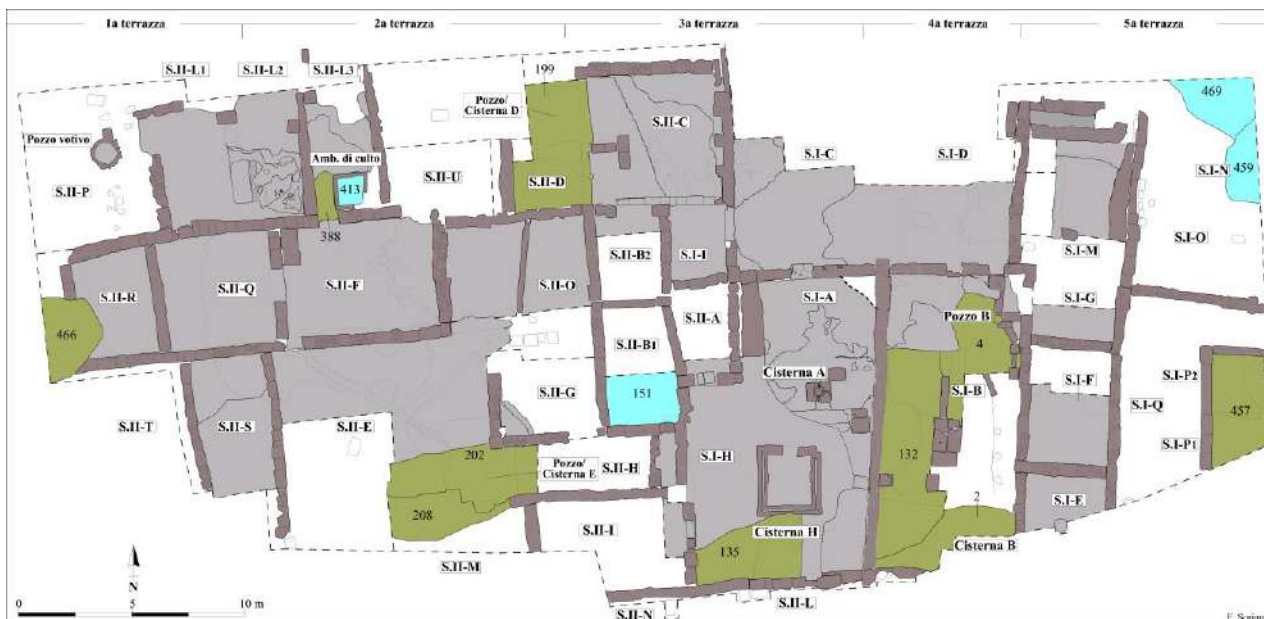 1a terrazza
2a terrazza
3a terrazza
4a terrazza
5a terrazza
S.II-L1
S.II-L2
S.II-L3
199
Pozzo/
Cisterna D
S.II-C
S.I-C
S.I-D
469
Pozzo votivo
Amb. di culto
413
S.II-U
S.II-D
459
S.I-N
S.II-P
388
S.I-O
S.II-B2
S.I-I
S.I-M
S.II-R
S.II-Q
S.II-F
S.II-O
S.I-A
S.I-G
S.II-A
Pozzo B
466
S.II-B1
4
Cisterna A
S.I-F
S.I-P2
S.II-G
151
S.I-B
S.I-Q
457
S.II-T
S.II-S
S.II-E
S.I-P1
202
Pozzo/
Cisterna E
S.II-H
S.I-H
132
S.I-E
2
208
S.II-I
Cisterna H
135
Cisterna B
S.II-M
N
S.II-L
S.II-N
0
5
10 m